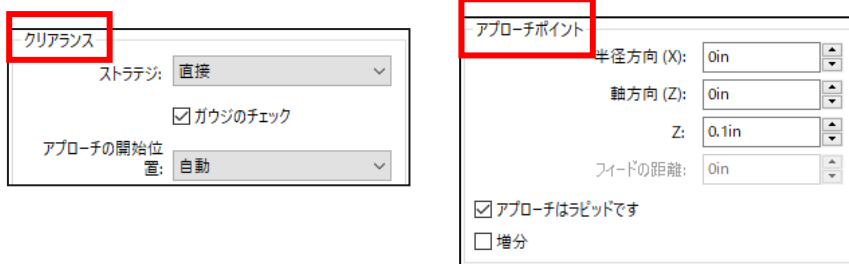 クリアランス
ストラテジ: 直接
ガウジのチェック
アプローチの開始位
置: 自動
アプローチポイント
半径方向 (X): 0in
軸方向 (Z): 0in
Z: 0.1in
フィードの距離: 0in
アプローチはラピッドです
増分